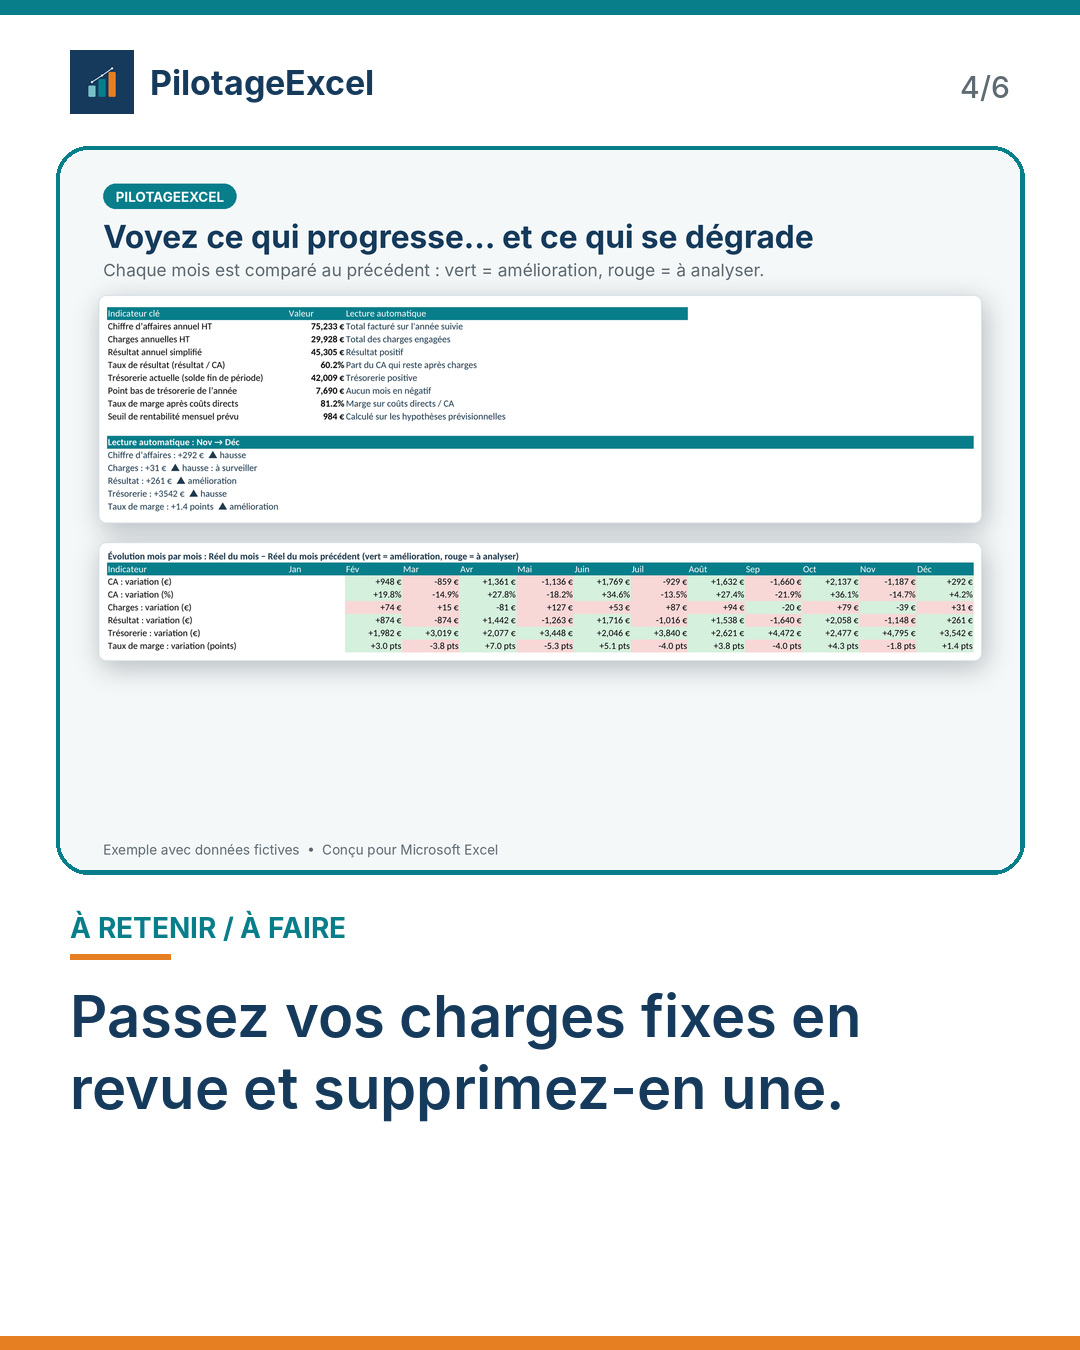 PilotageExcel
4/6
PILOTAGEEXCEL
Voyez ce qui progresse... et ce qui se dégrade
Chaque mois est comparé au précédent : vert = amélioration, rouge = à analyser.
Indicateur clé Valeur Lecture automatique
Chiffre d'affaires annuel HT 75,233 € Total facturé sur l'année suivie
Charges annuelles HT 29,928 € Total des charges engagées
Résultat annuel simplifié 45,305 € Résultat positif
Taux de résultat (résultat / CA) 60.2% Part du CA qui reste après charges
Trésorerie actuelle (solde fin de période) 42,009 € Trésorerie positive
Point bas de trésorerie de l'année 7,690 € Aucun mois en négatif
Taux de marge après coûts directs 81.2% Marge sur coûts directs / CA
Seuil de rentabilité mensuel prévu 984 € Calculé sur les hypothèses prévisionnelles
Lecture automatique : Nov → Déc
Chiffre d'affaires : +292 € ▲ hausse
Charges : +31 € ▲ hausse : à surveiller
Résultat : +261 € ▲ amélioration
Trésorerie : +3542 € ▲ hausse
Taux de marge : +1.4 points ▲ amélioration
Évolution mois par mois : Réel du mois − Réel du mois précédent (vert = amélioration, rouge = à analyser)
Indicateur Jan Fév Mar Avr Mai Juin Juil Août Sep Oct Nov Déc
CA : variation (€) +948 € -859 € +1,361 € -1,136 € +1,769 € -929 € +1,632 € -1,660 € +2,137 € -1,187 € +292 €
CA : variation (%) +19.8% -14.9% +27.8% -18.2% +34.6% -13.5% +27.4% -21.9% +36.1% -14.7% +4.2%
Charges : variation (€) +74 € +15 € -81 € +127 € +53 € +87 € +94 € -20 € +79 € -39 € +31 €
Résultat : variation (€) +874 € -874 € +1,442 € -1,263 € +1,716 € -1,016 € +1,538 € -1,640 € +2,058 € -1,148 € +261 €
Trésorerie : variation (€) +1,982 € +3,019 € +2,077 € +3,448 € +2,046 € +3,840 € +2,621 € +4,472 € +2,477 € +4,795 € +3,542 €
Taux de marge : variation (points) +3.0 pts -3.8 pts +7.0 pts -5.3 pts +5.1 pts -4.0 pts +3.8 pts -4.0 pts +4.3 pts -1.8 pts +1.4 pts
Exemple avec données fictives • Conçu pour Microsoft Excel
À RETENIR / À FAIRE
Passez vos charges fixes en
revue et supprimez-en une.